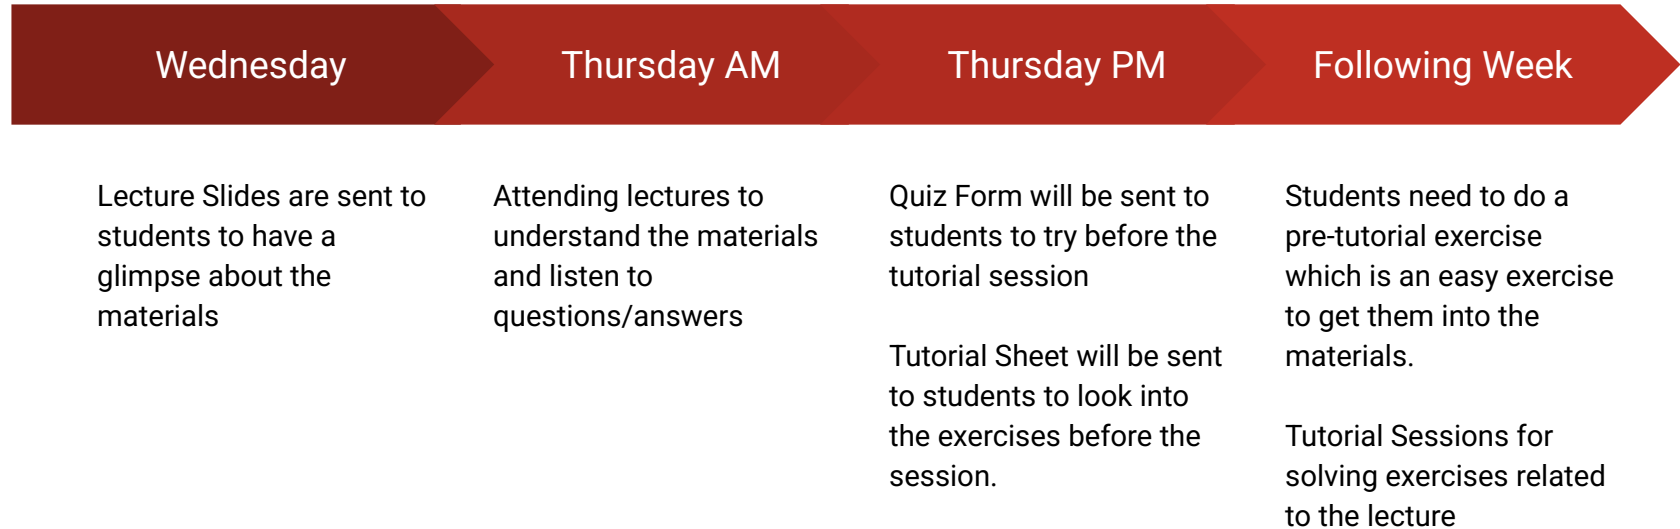 Wednesday
Thursday AM
Thursday PM
Following Week
Lecture Slides are sent to
students to have a
glimpse about the
materials
Attending lectures to
understand the materials
and listen to
questions/answers
Quiz Form will be sent to
students to try before the
tutorial session
Tutorial Sheet will be sent
to students to look into
the exercises before the
session.
Students need to do a
pre-tutorial exercise
which is an easy exercise
to get them into the
materials.
Tutorial Sessions for
solving exercises related
to the lecture